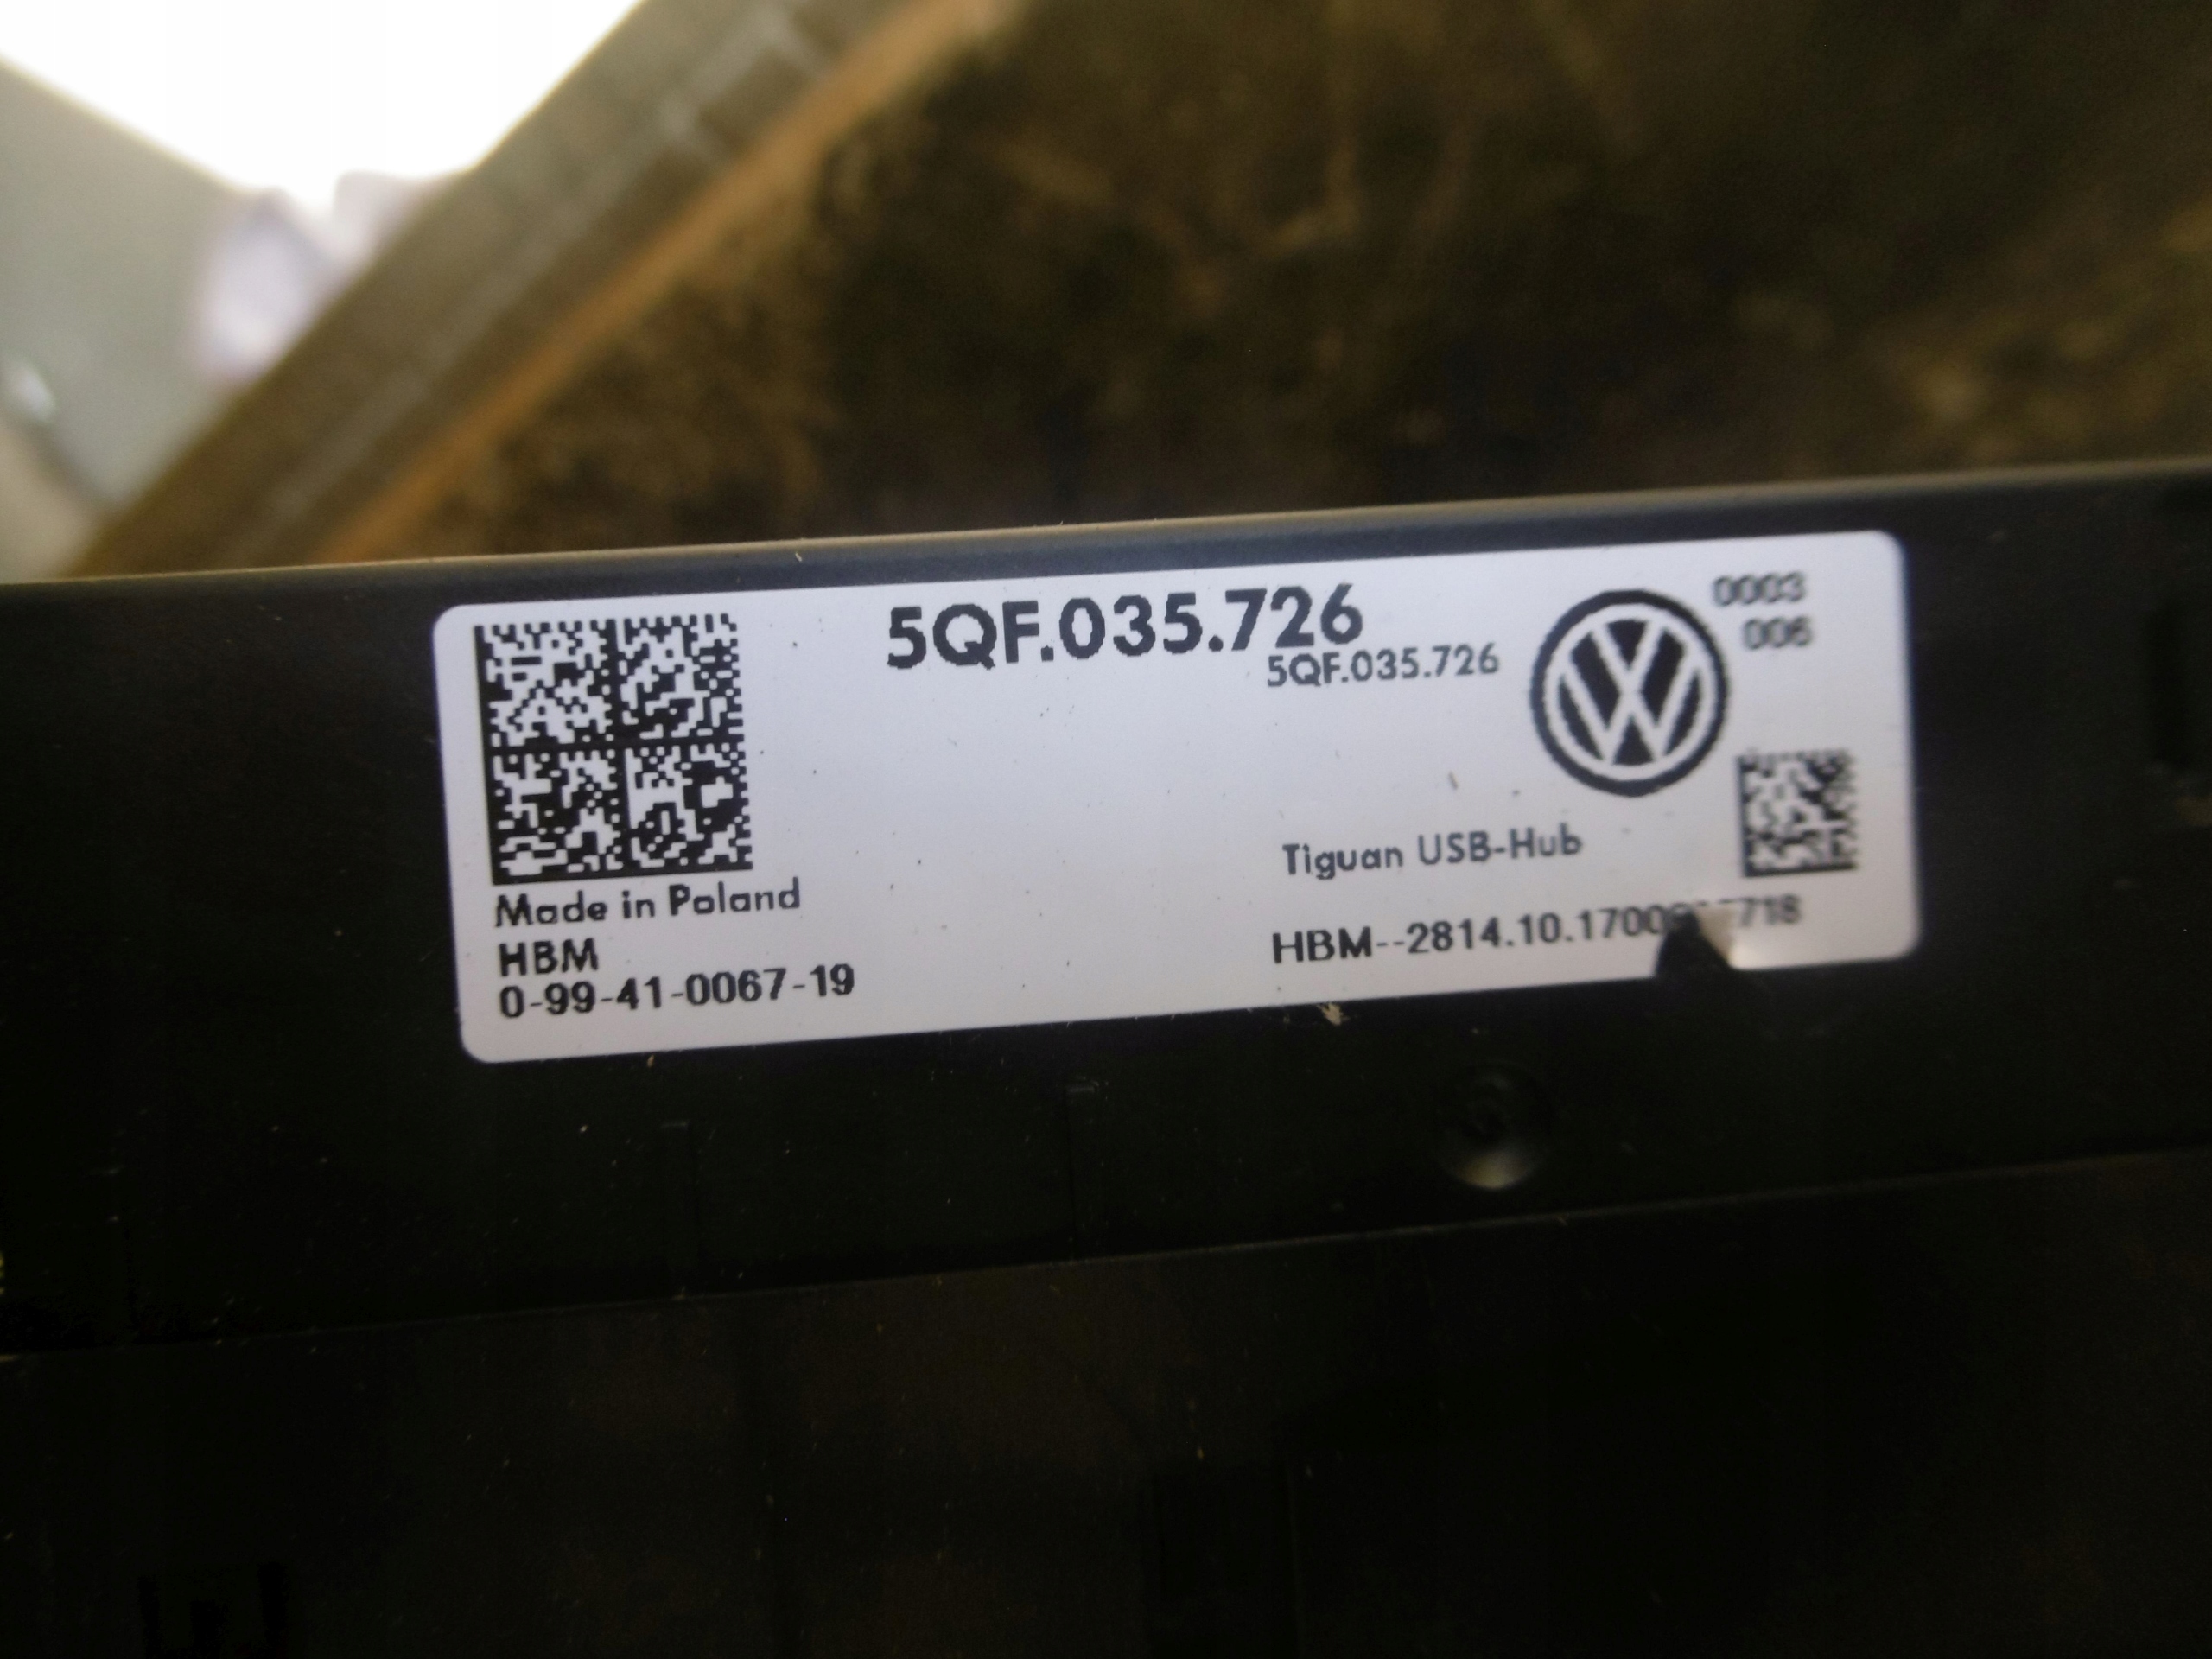 5QF.035.726
5QF.035.726
0003
006
Tiguan USB-Hub
Made in Poland
HBM
0-99-41-0067-19